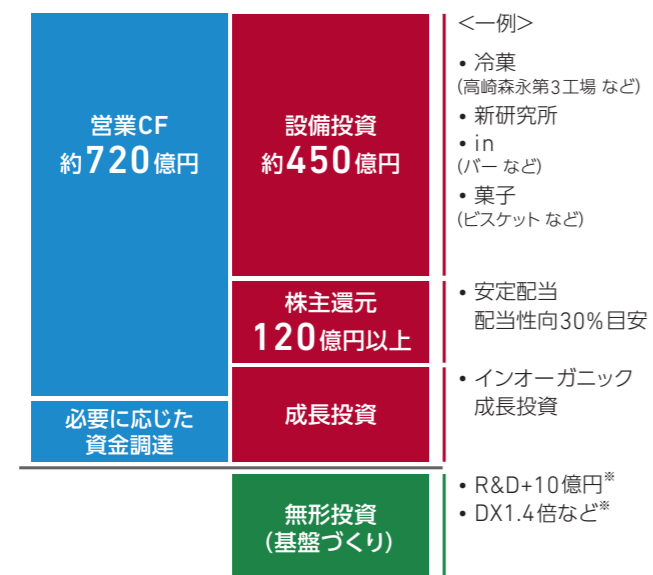 営業CF
約720億円
必要に応じた
資金調達
設備投資
約450億円
株主還元
120億円以上
成長投資
無形投資
(基盤づくり)
<一例>
• 冷菓
(高崎森永第3工場 など)
• 新研究所
• in
(バー など)
• 菓子
(ビスケット など)
• 安定配当
配当性向30%目安
• インオーガニック
成長投資
• R&D+10億円※
• DX1.4倍など※